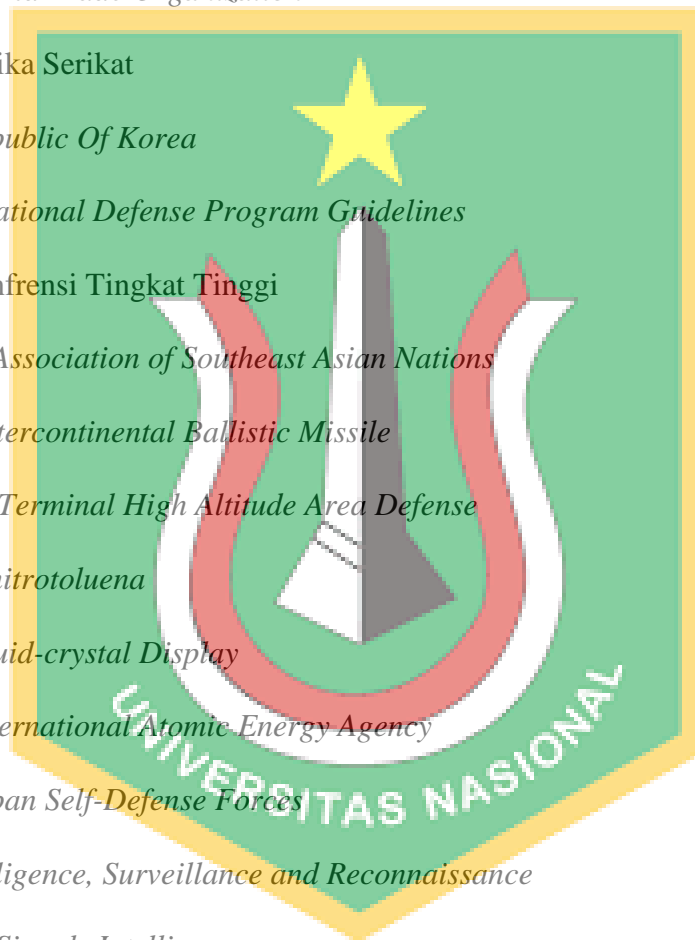 ika Serikat
public Of Korea
ational Defense Program Guidelines
nfrensi Tingkat Tinggi
Association of Southeast Asian Nations
tercontinental Ballistic Missile
Terminal High Altitude Area Defense
nitrotoluena
uid-crystal Display
ernational Atomic Energy Agency
UNIVERSITAS NASIONAL
pan Self-Defense Forces
lligence, Surveillance and Reconnaissance